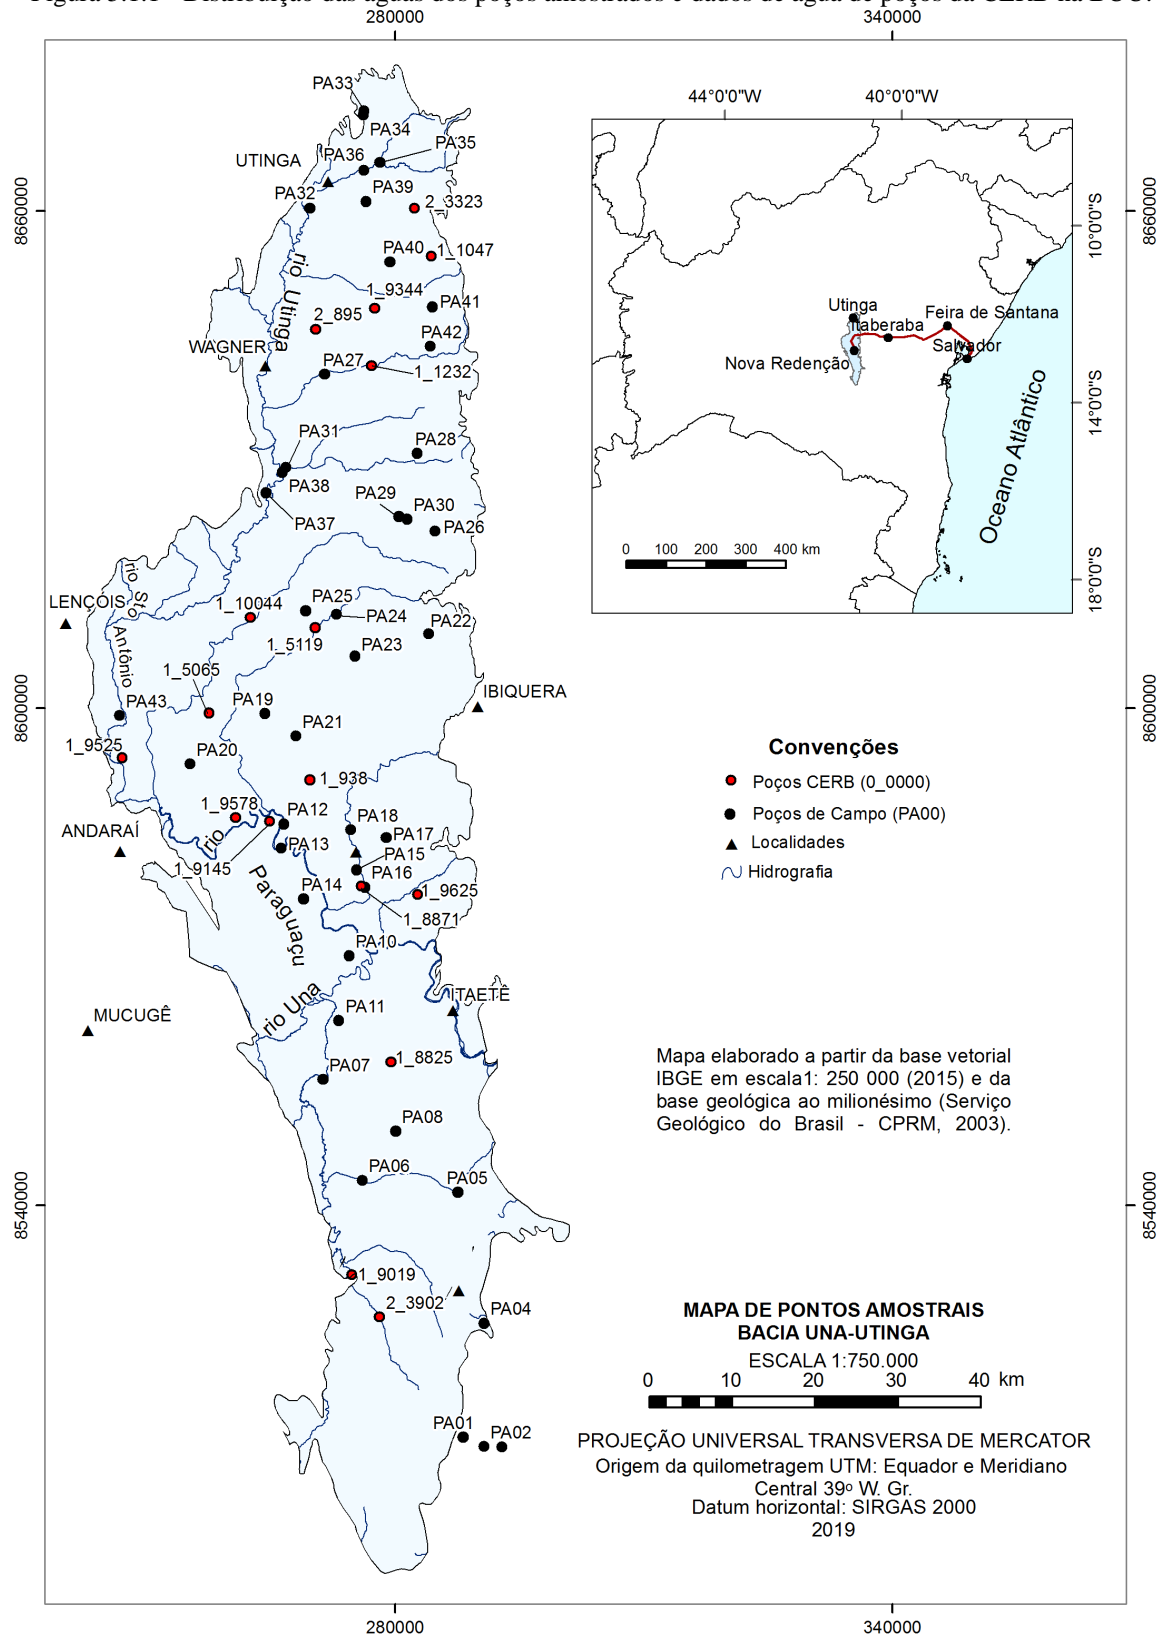 280000
340000
44°0'0"W
40°0'0"W
PA33
PA34
PA35
PA36
UTINGA
PA32
PA39
2_3323
8660000
8660000
10°0'0"S
PA40
1_1047
rio Utinga
1_9344
PA41
2_895
PA42
WAGNER
PA27
1_1232
Utinga
Itaberaba
Feira de Santana
Salvador
Nova Redenção
14°0'0"S
Oceano Atlântico
PA31
PA28
PA38
PA29
PA30
PA37
PA26
0 100 200 300 400 km
18°0'0"S
rio Sto
Antônio
LENÇÓIS
1_10044
PA25
PA24
PA22
1_5119
PA23
1_5065
IBIQUERA
PA43
PA19
8600000
8600000
PA21
1_9525
PA20
1_938
Convenções
Poços CERB (0_0000)
Poços de Campo (PA00)
Localidades
Hidrografia
1_9578
PA12
PA18
ANDARAÍ
PA17
rio
PA13
PA15
1_9145
PA16
Paraguaçu
PA14
1_9625
1_8871
PA10
rio Una
ITAETÊ
PA11
MUCUGÊ
1_8825
PA07
Mapa elaborado a partir da base vetorial
IBGE em escala1: 250 000 (2015) e da
base geológica ao milionésimo (Serviço
Geológico do Brasil - CPRM, 2003).
PA08
PA06
PA05
8540000
8540000
1_9019
2_3902
PA04
MAPA DE PONTOS AMOSTRAIS
BACIA UNA-UTINGA
ESCALA 1:750.000
0 10 20 30 40 km
PA01
PA02
PROJEÇÃO UNIVERSAL TRANSVERSA DE MERCATOR
Origem da quilometragem UTM: Equador e Meridiano
Central 39º W. Gr.
Datum horizontal: SIRGAS 2000
2019
280000
340000